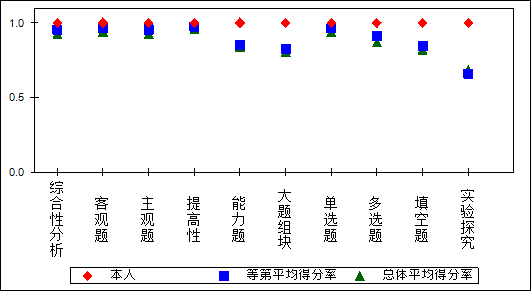 1.0
0.5
0.0
综合性分析
客观题
主观题
提高性
能力题
大题组块
单选题
多选题
填空题
实验探究
本人 等第平均得分率 总体平均得分率